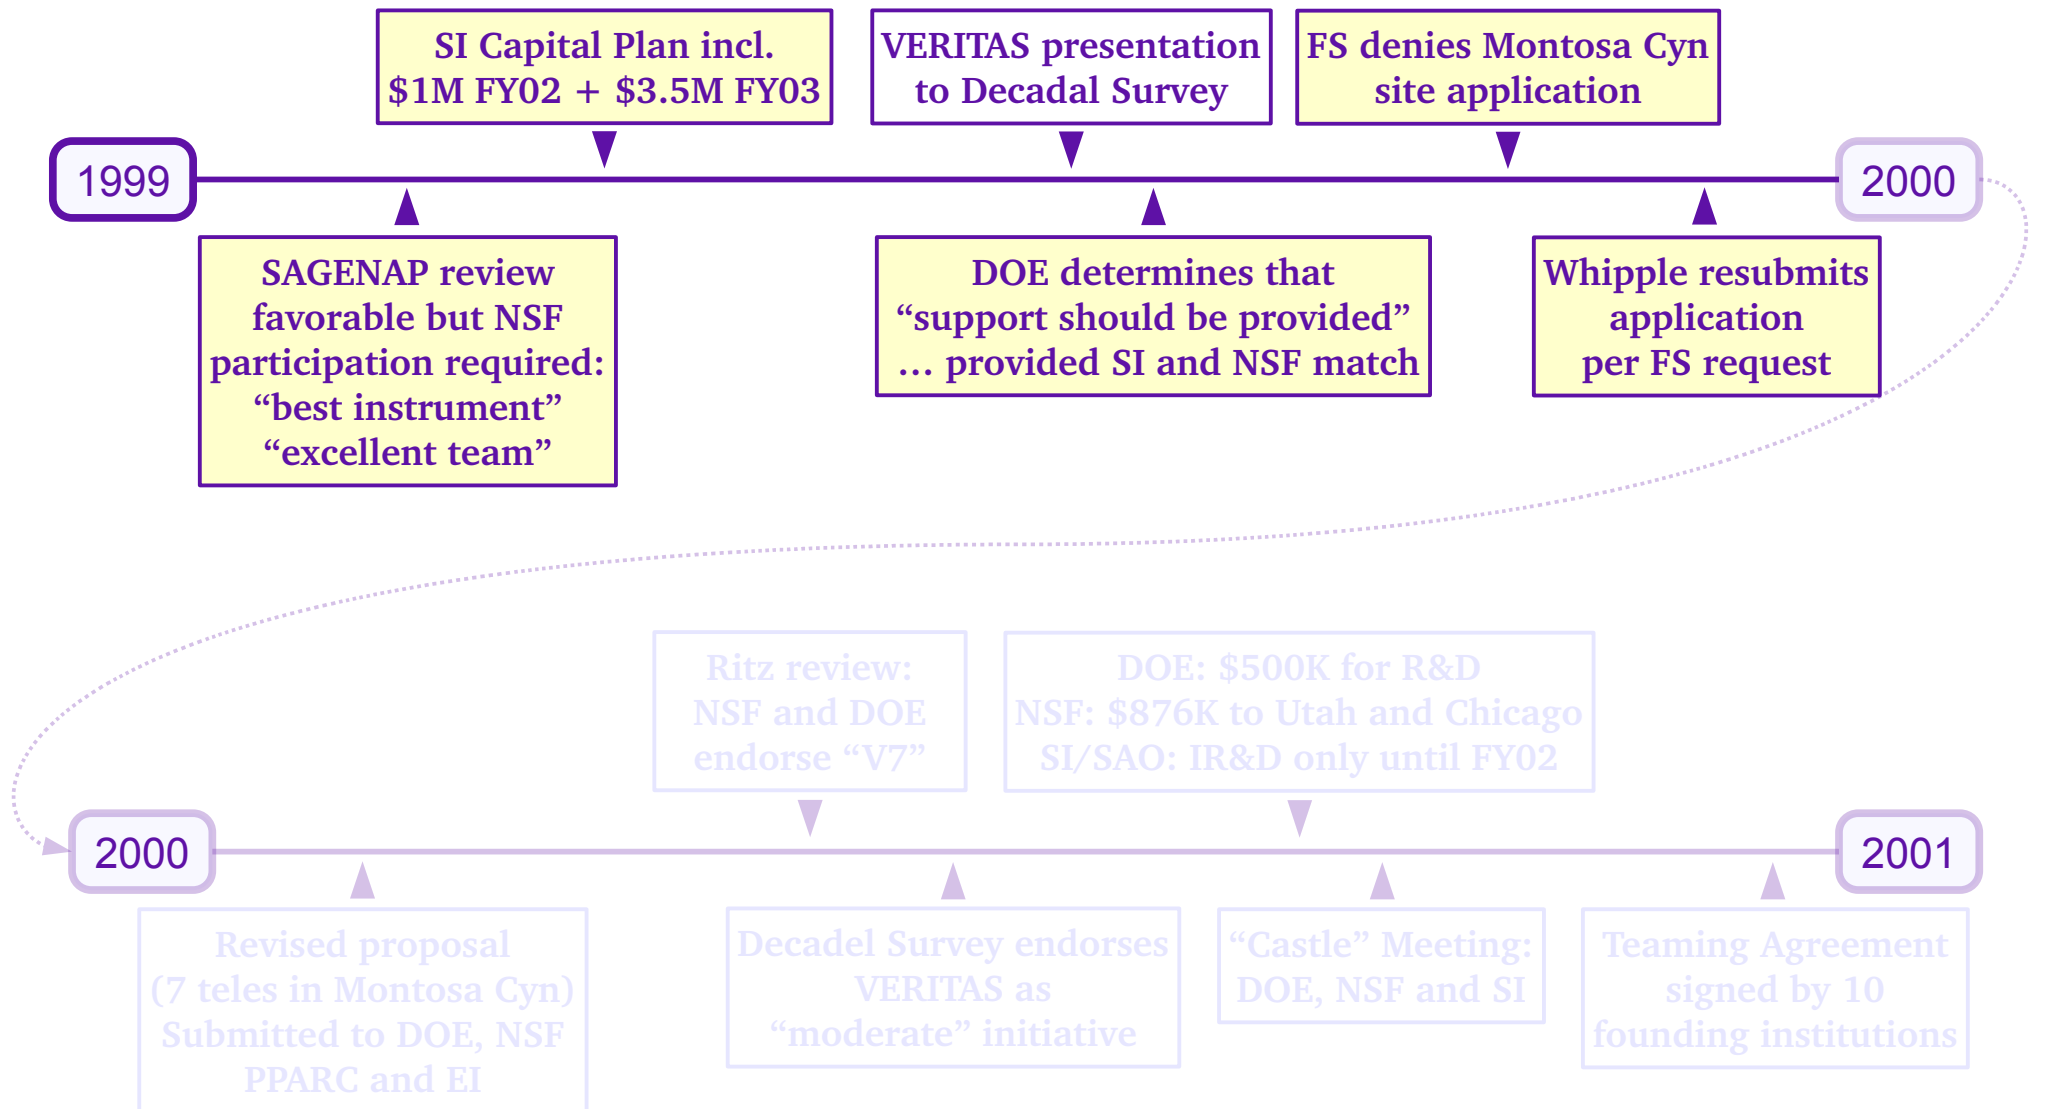 SI Capital Plan incl.
$1M FY02 + $3.5M FY03
VERITAS presentation
to Decadal Survey
FS denies Montosa Cyn
site application
1999
2000
SAGENAP review
favorable but NSF
participation required:
“best instrument”
“excellent team”
DOE determines that
“support should be provided”
… provided SI and NSF match
Whipple resubmits
application
per FS request
Ritz review:
NSF and DOE
endorse “V7”
DOE: $500K for R&D
NSF: $876K to Utah and Chicago
SI/SAO: IR&D only until FY02
2000
2001
Revised proposal
(7 teles in Montosa Cyn)
Submitted to DOE, NSF
PPARC and EI
Decadel Survey endorses
VERITAS as
“moderate” initiative
“Castle” Meeting:
DOE, NSF and SI
Teaming Agreement
signed by 10
founding institutions